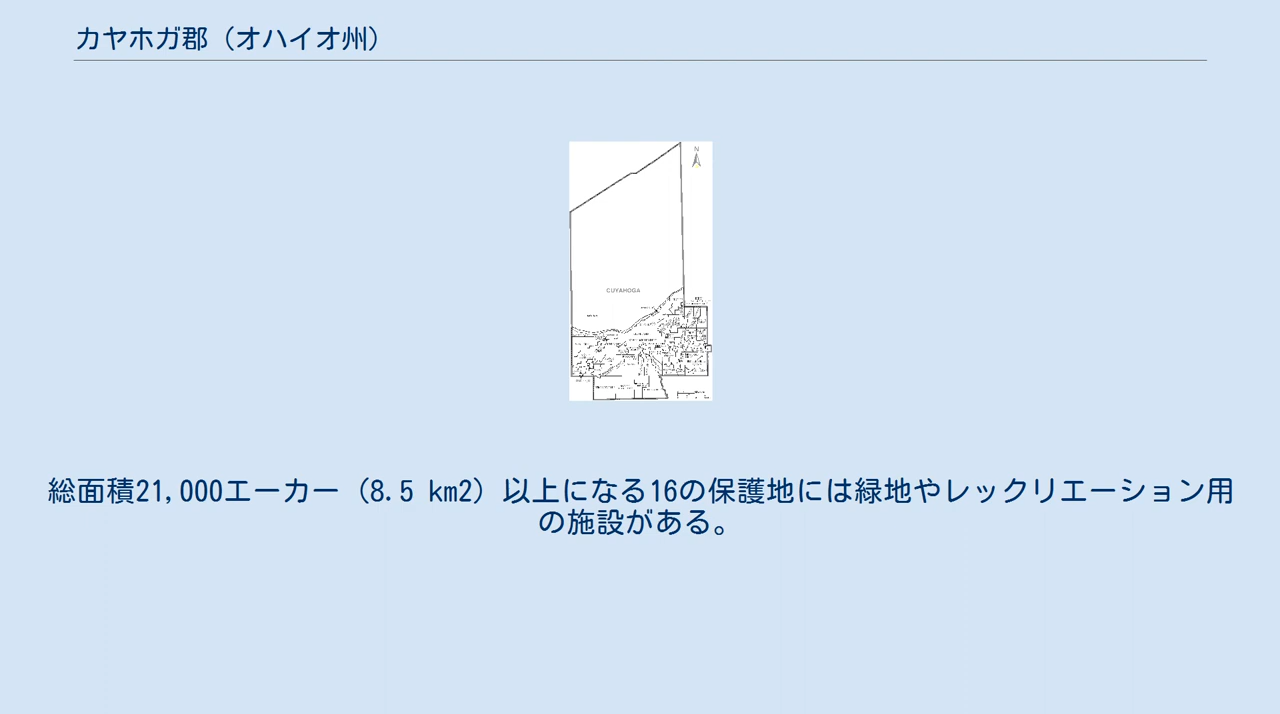 カヤホガ郡（オハイオ州）
N
CUYAHOGA
総面積21,000エーカー（8.5 km2）以上になる16の保護地には緑地やレックリエーション用
の施設がある。